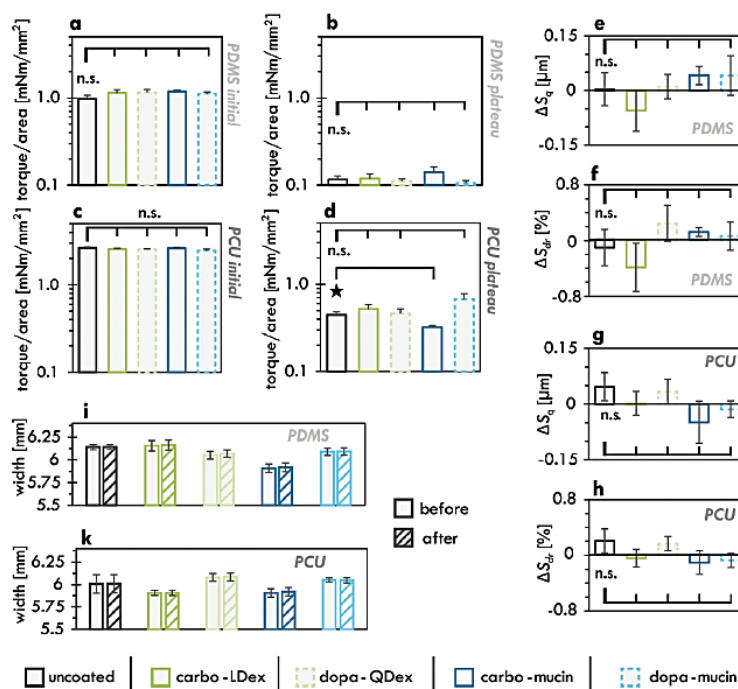 a
torque/area [mNm/mm²]
1.0
0.1
n.s.
PDMS initial
b
torque/area [mNm/mm²]
1.0
0.1
n.s.
PDMS plateau
c
torque/area [mNm/mm²]
1.0
0.1
n.s.
PCU initial
d
torque/area [mNm/mm²]
1.0
0.1
n.s.
★
PCU plateau
e
ΔSq [µm]
0.15
0
-0.15
n.s.
PDMS
f
ΔSdr [%]
0.8
0
-0.8
n.s.
PDMS
g
ΔSq [µm]
0.15
0
-0.15
n.s.
PCU
h
ΔSdr [%]
0.8
0
-0.8
n.s.
PCU
i
width [mm]
6.25
6
5.75
5.5
PDMS
before
after
k
width [mm]
6.25
6
5.75
5.5
PCU
uncoated carbo-LDex dopa-QDex carbo-mucin dopa-mucin